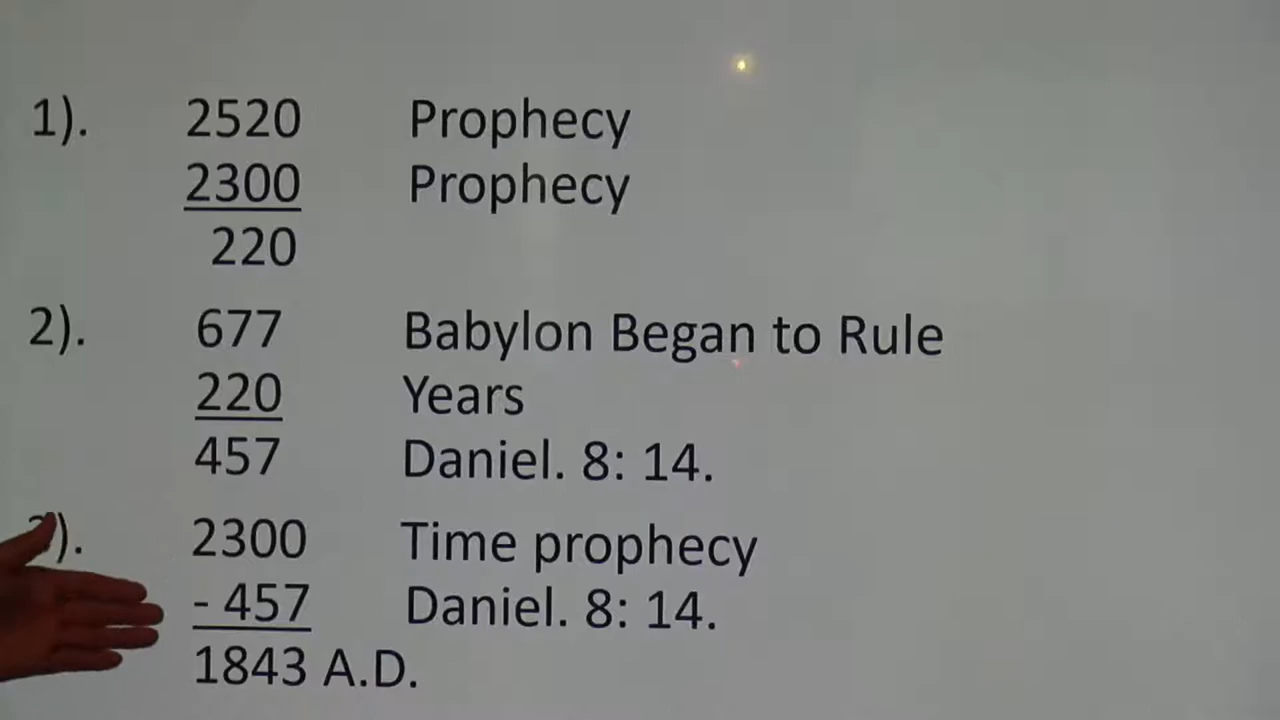 1). 2520 Prophecy
2300 Prophecy
220
2). 677 Babylon Began to Rule
220 Years
457 Daniel. 8: 14.
). 2300 Time prophecy
- 457 Daniel. 8: 14.
1843 A.D.